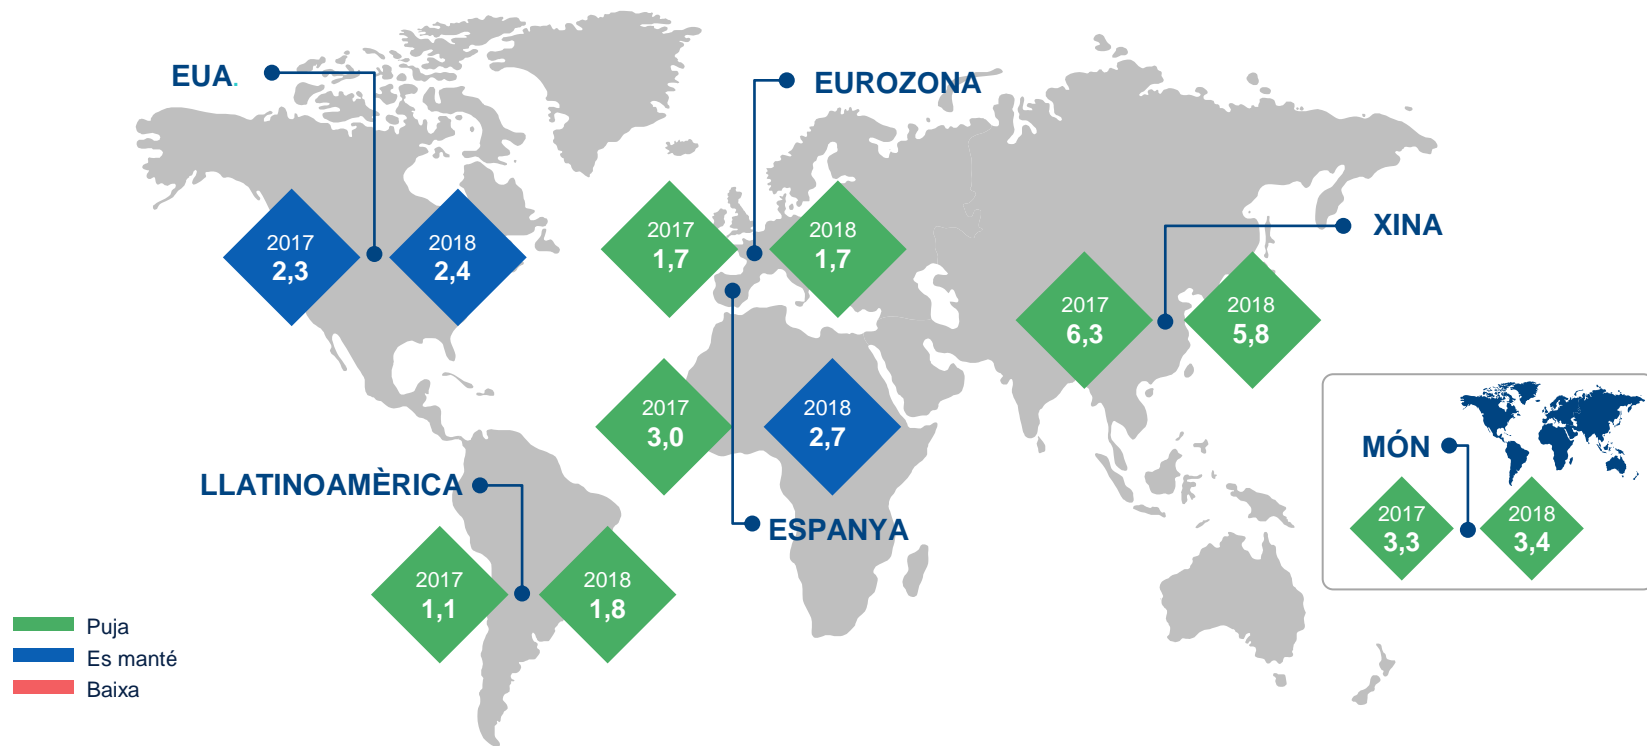 EUA.
2017
2,3
2018
2,4
EUROZONA
2017
1,7
2018
1,7
XINA
2017
6,3
2018
5,8
2017
3,0
2018
2,7
ESPANYA
LLATINOAMÈRICA
2017
1,1
2018
1,8
MÓN
2017
3,3
2018
3,4
Puja
Es manté
Baixa